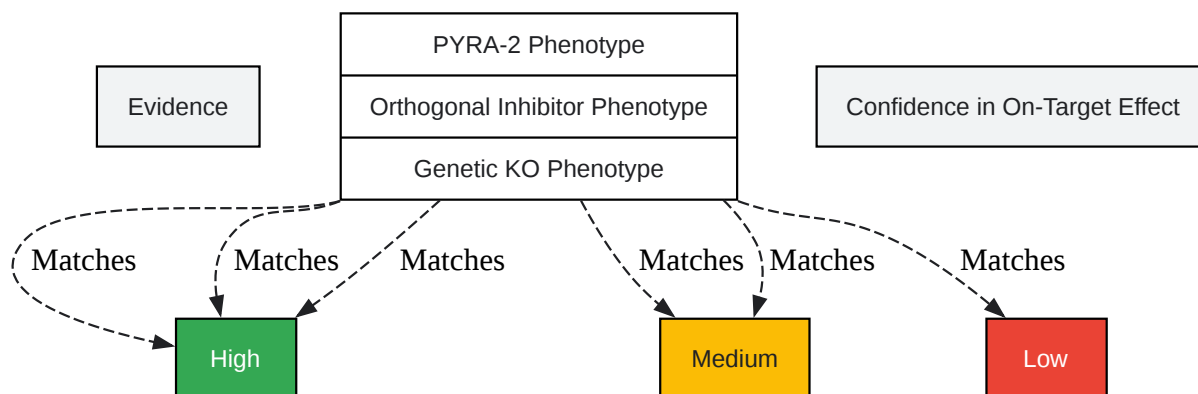 PYRA-2 Phenotype
Evidence
Orthogonal Inhibitor Phenotype
Confidence in On-Target Effect
Genetic KO Phenotype
Matches
Matches
Matches
Matches
Matches
Matches
High
Medium
Low